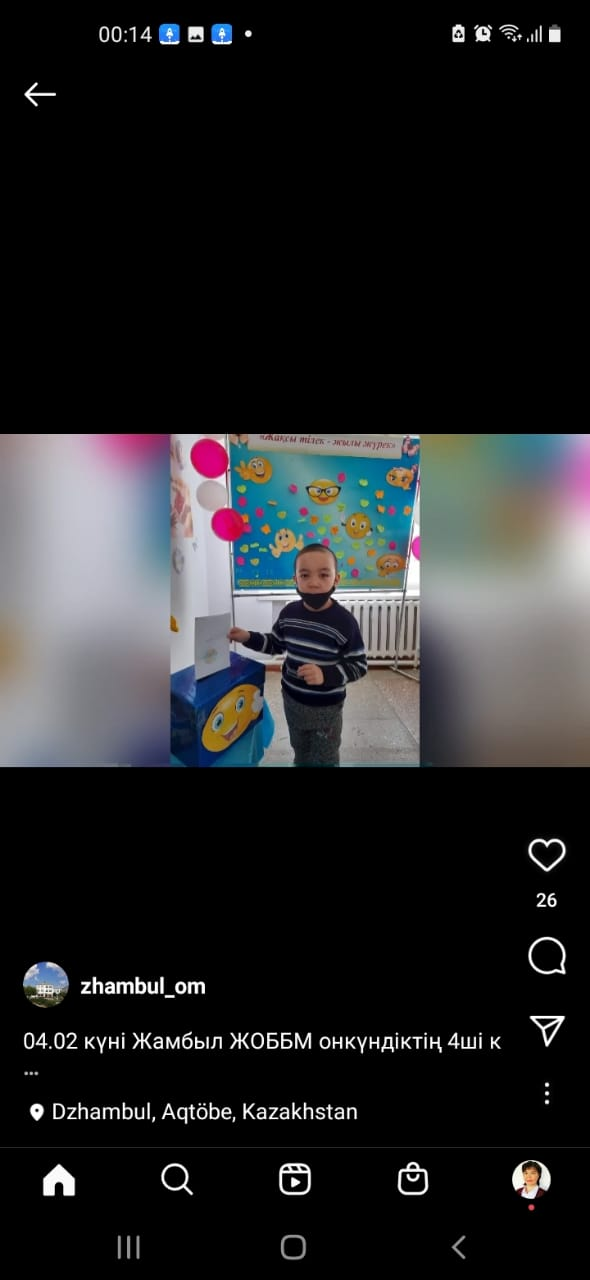 00:14
«Жақсы тілек - жылы жүрек»
26
zhambul_om
04.02 күні Жамбыл ЖОББМ онкүндіктің 4ші к
...
Dzhambul, Aqtöbe, Kazakhstan